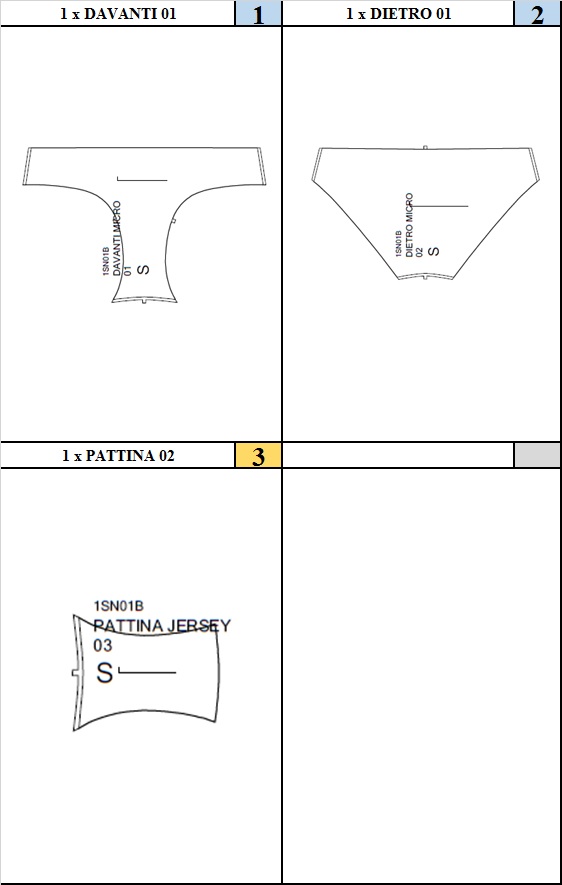 1 x DAVANTI 01
1
1 x DIETRO 01
2
1SN01B
DAVANTI MICRO
01
S
1SN01B
DIETRO MICRO
02
S
1 x PATTINA 02
3
1SN01B
PATTINA JERSEY
03
S